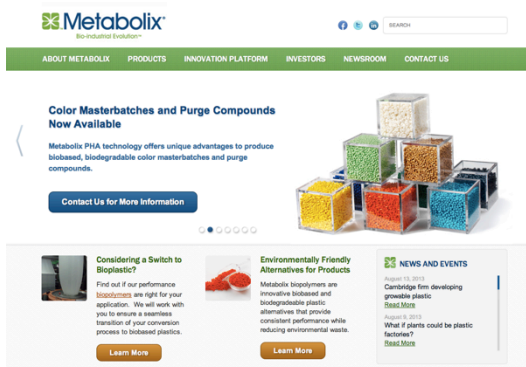 Metabolix
Bio-industrial Evolution™
SEARCH
ABOUT METABOLIX PRODUCTS INNOVATION PLATFORM INVESTORS NEWSROOM CONTACT US
Color Masterbatches and Purge Compounds
Now Available
Metabolix PHA technology offers unique advantages to produce
biobased, biodegradable color masterbatches and purge
compounds.
Contact Us for More Information
Considering a Switch to
Bioplastic?
Find out if our performance
biopolymers are right for your
application. We will work with
you to ensure a seamless
transition of your conversion
process to biobased plastics.
Learn More
Environmentally Friendly
Alternatives for Products
Metabolix biopolymers are
innovative biobased and
biodegradable plastic
alternatives that provide
consistent performance while
reducing environmental waste.
Learn More
NEWS AND EVENTS
August 13, 2013
Cambridge firm developing
growable plastic
Read More
August 9, 2013
What if plants could be plastic
factories?
Read More